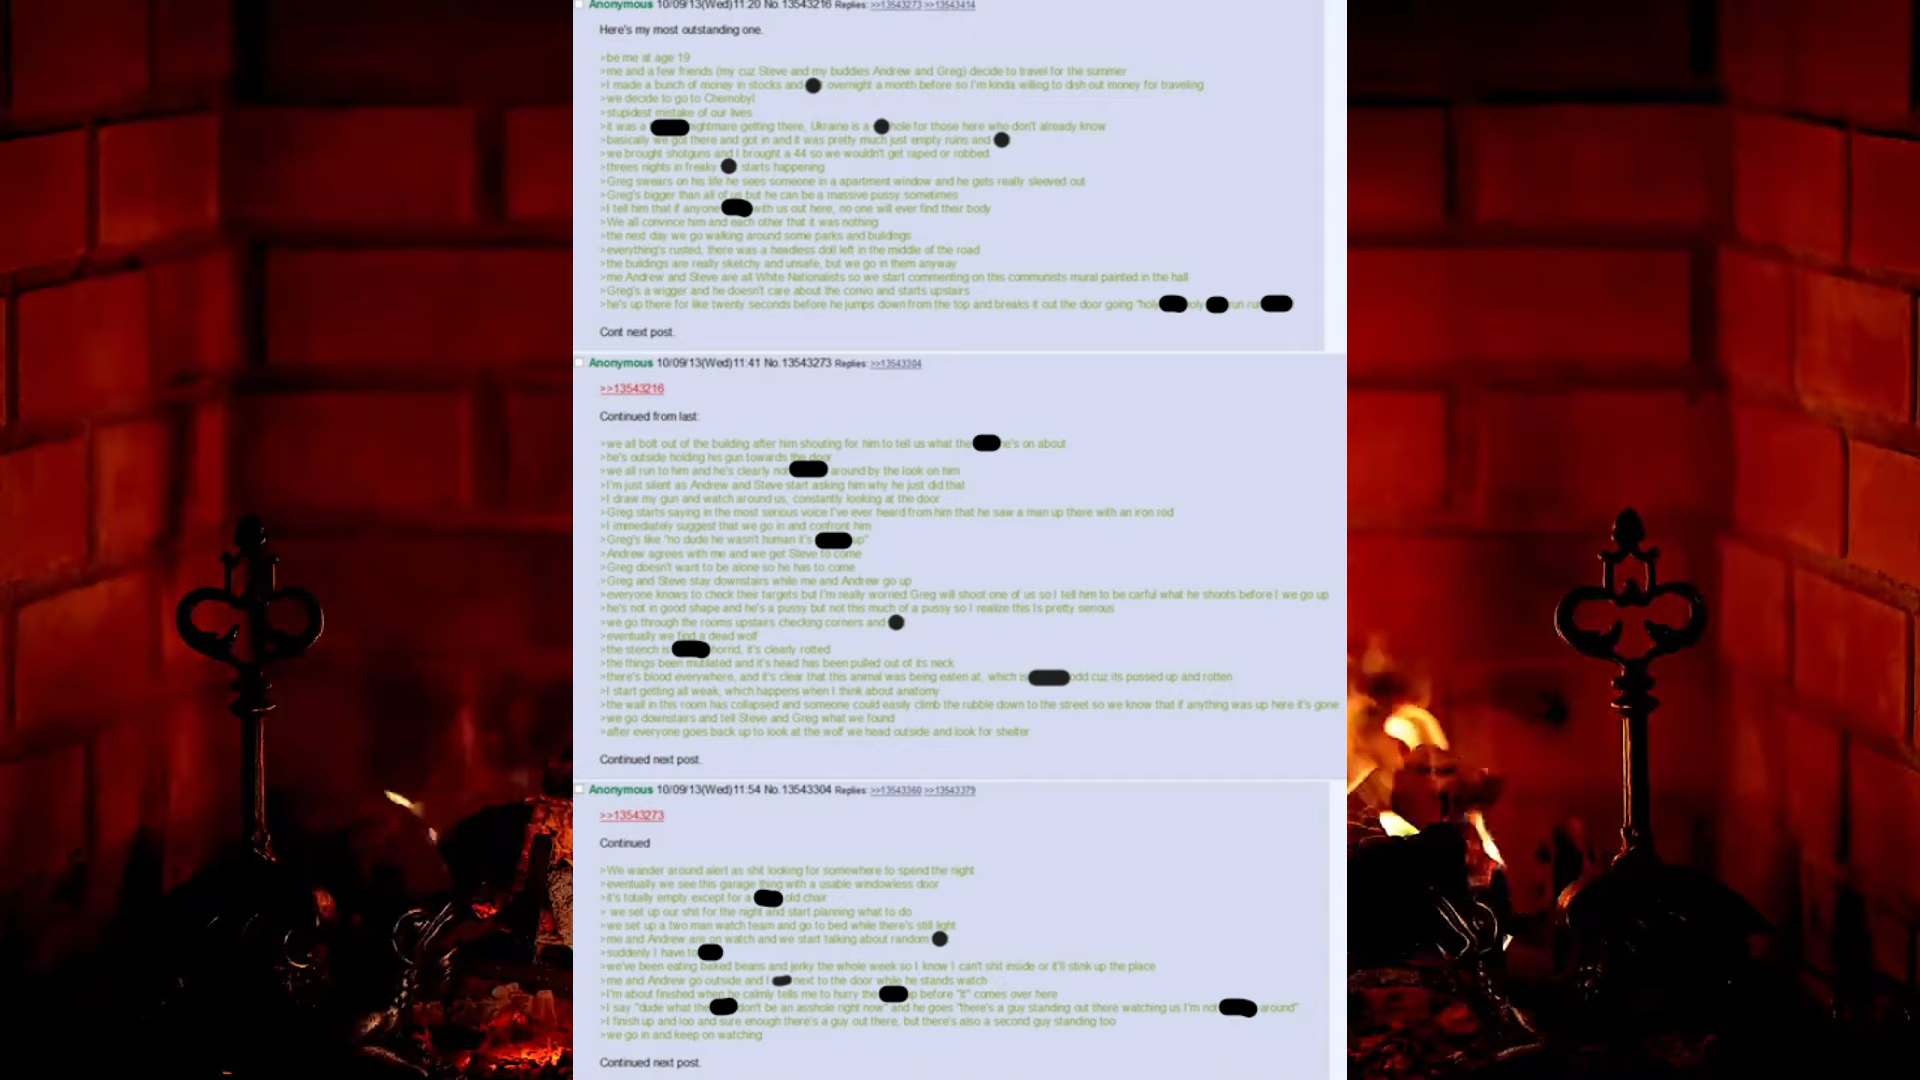 Anonymous 10/09/13(Wed)11:20 No.13543216 Replies: >>13543273 >>13543414
Here's my most outstanding one.
>be me at age 19
>me and a few friends (my cuz Steve and my buddies Andrew and Greg) decide to travel for the summer
>I made a bunch of money in stocks and overnight a month before so I'm kinda willing to dish out money for traveling
>we decide to go to Chernobyl
>stupidest mistake of our lives
>it was a nightmare getting there, Ukraine is a hole for those here who don't already know
>basically we got there and got in and it was pretty much just empty ruins and
>we brought shotguns and I brought a 44 so we wouldn't get raped or robbed
>threes nights in freaky starts happening
>Greg swears on his life he sees someone in a apartment window and he gets really sleeved out
>Greg's bigger than all of us but he can be a massive pussy sometimes
>I tell him that if anyone with us out here, no one will ever find their body
>We all convince him and each other that it was nothing
>the next day we go walking around some parks and buildings
>everything's rusted, there was a headless doll left in the middle of the road
>the buildings are really sketchy and unsafe, but we go in them anyway
>me Andrew and Steve are all White Nationalists so we start commenting on this communists mural painted in the hall
>Greg's a wigger and he doesn't care about the convo and starts upstairs
>he's up there for like twenty seconds before he jumps down from the top and breaks it out the door going "holy oly run ru
Cont next post.
Anonymous 10/09/13(Wed)11:41 No.13543273 Replies: >>13543304
>>13543216
Continued from last:
>we all bolt out of the building after him shouting for him to tell us what the he's on about
>he's outside holding his gun towards the door
>we all run to him and he's clearly not around by the look on him
>I'm just silent as Andrew and Steve start asking him why he just did that
>I draw my gun and watch around us, constantly looking at the door
>Greg starts saying in the most serious voice I've ever heard from him that he saw a man up there with an iron rod
>I immediately suggest that we go in and confront him
>Greg's like "no dude he wasn't human it's up"
>Andrew agrees with me and we get Steve to come
>Greg doesn't want to be alone so he has to come
>Greg and Steve stay downstairs while me and Andrew go up
>everyone knows to check their targets but I'm really worried Greg will shoot one of us so I tell him to be carful what he shoots before I we go up
>he's not in good shape and he's a pussy but not this much of a pussy so I realize this Is pretty serious
>we go through the rooms upstairs checking corners and
>eventually we find a dead wolf
>the stench is horrid, it's clearly rotted
>the things been mutilated and it's head has been pulled out of its neck
>there's blood everywhere, and it's clear that this animal was being eaten at, which is odd cuz its pussed up and rotten
>I start getting all weak, which happens when I think about anatomy
>the wall in this room has collapsed and someone could easily climb the rubble down to the street so we know that if anything was up here it's gone
>we go downstairs and tell Steve and Greg what we found
>after everyone goes back up to look at the wolf we head outside and look for shelter
Continued next post.
Anonymous 10/09/13(Wed)11:54 No.13543304 Replies: >>13543360 >>13543379
>>13543273
Continued
>We wander around alert as shit looking for somewhere to spend the night
>eventually we see this garage thing with a usable windowless door
>it's totally empty except for a old chair
> we set up our shit for the night and start planning what to do
>we set up a two man watch team and go to bed while there's still light
>me and Andrew are on watch and we start talking about random
>suddenly I have to
>we've been eating baked beans and jerky the whole week so I know I can't shit inside or it'll stink up the place
>me and Andrew go outside and I next to the door while he stands watch
>I'm about finished when he calmly tells me to hurry the up before "it" comes over here
>I say "dude what the don't be an asshole right now" and he goes "there's a guy standing out there watching us I'm not around"
>I finish up and loo and sure enough there's a guy out there, but there's also a second guy standing too
>we go in and keep on watching
Continued next post.